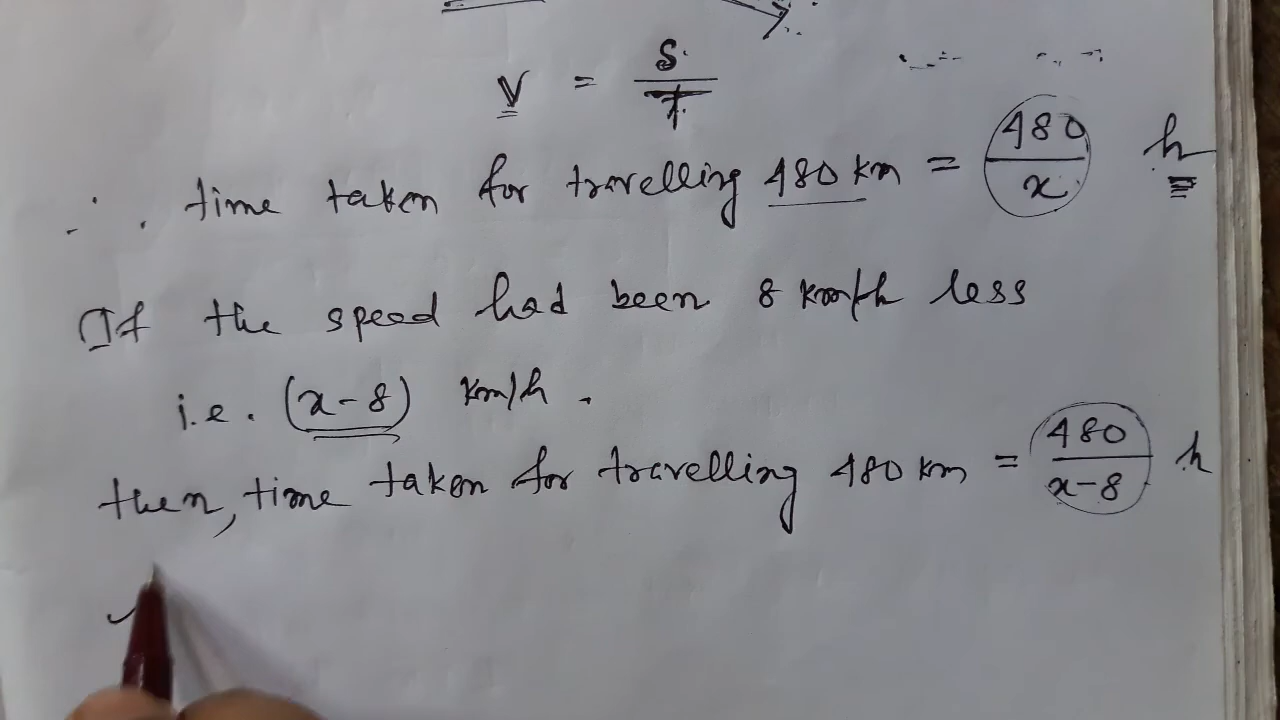 V = S/T
∴ time taken for travelling 480 km = 480/x h
If the speed had been 8 km/h less
i.e. (x-8) km/h.
then, time taken for travelling 480 km = 480/x-8 h